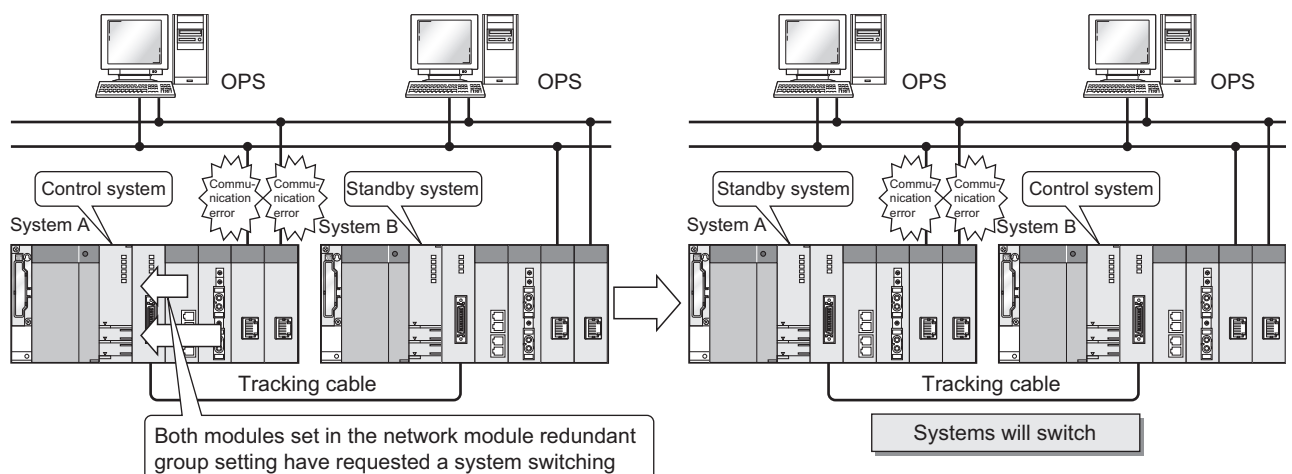 OPS
OPS
OPS
OPS
Control system
Commu-
nication
error
Commu-
nication
error
Standby system
System A
System B
Standby system
Commu-
nication
error
Commu-
nication
error
Control system
System A
System B
Tracking cable
Tracking cable
Both modules set in the network module redundant
group setting have requested a system switching
Systems will switch